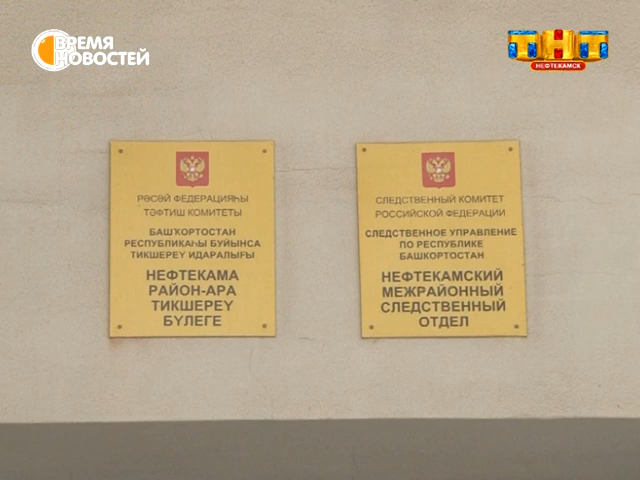 ВРЕМЯ
НОВОСТЕЙ
ТНТ
НЕФТЕКАМСК
РӘСӘЙ ФЕДЕРАЦИЯҺЫ
ТӘФТИШ КОМИТЕТЫ
БАШҠОРТОСТАН
РЕСПУБЛИКАҺЫ БУЙЫНСА
ТИКШЕРЕҮ ИДАРАЛЫҒЫ
НЕФТЕКАМА
РАЙОН-АРА
ТИКШЕРЕҮ
БҮЛЕГЕ
СЛЕДСТВЕННЫЙ КОМИТЕТ
РОССИЙСКОЙ ФЕДЕРАЦИИ
СЛЕДСТВЕННОЕ УПРАВЛЕНИЕ
ПО РЕСПУБЛИКЕ
БАШКОРТОСТАН
НЕФТЕКАМСКИЙ
МЕЖРАЙОННЫЙ
СЛЕДСТВЕННЫЙ
ОТДЕЛ